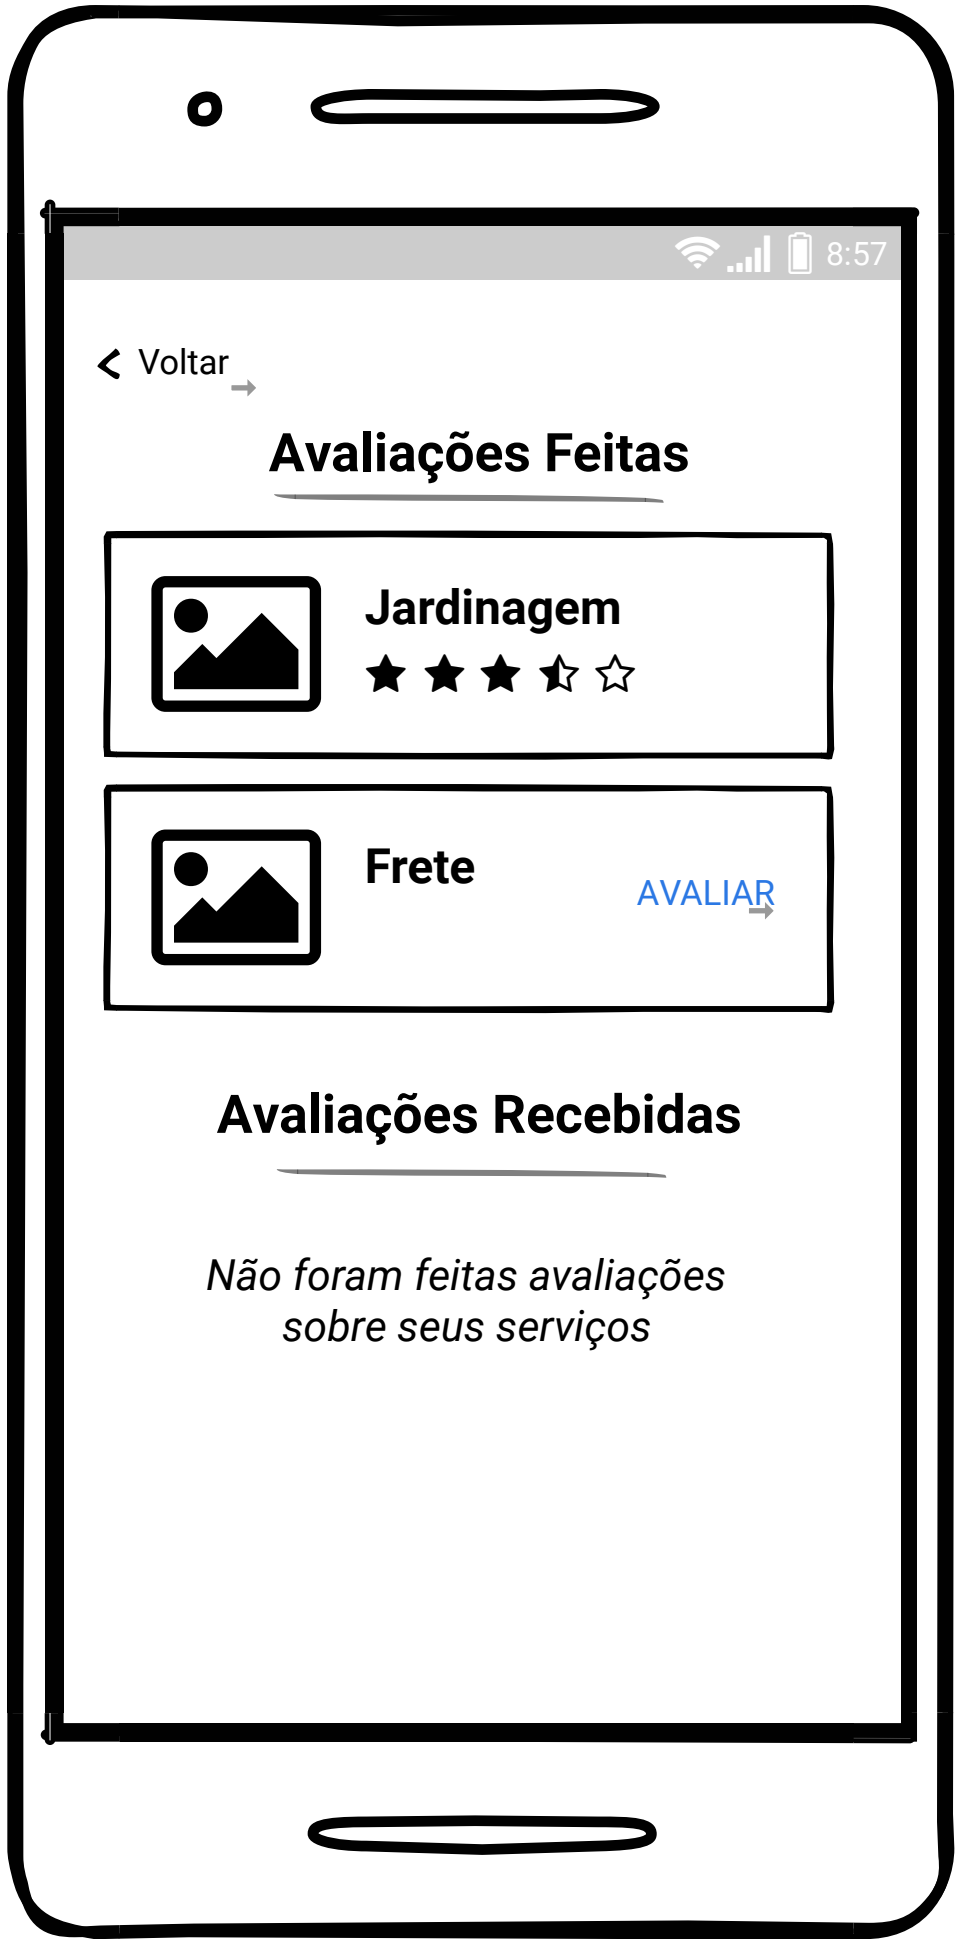 8:57
Voltar
Avaliações Feitas
Jardinagem
Frete
AVALIAR
Avaliações Recebidas
Não foram feitas avaliações
sobre seus serviços